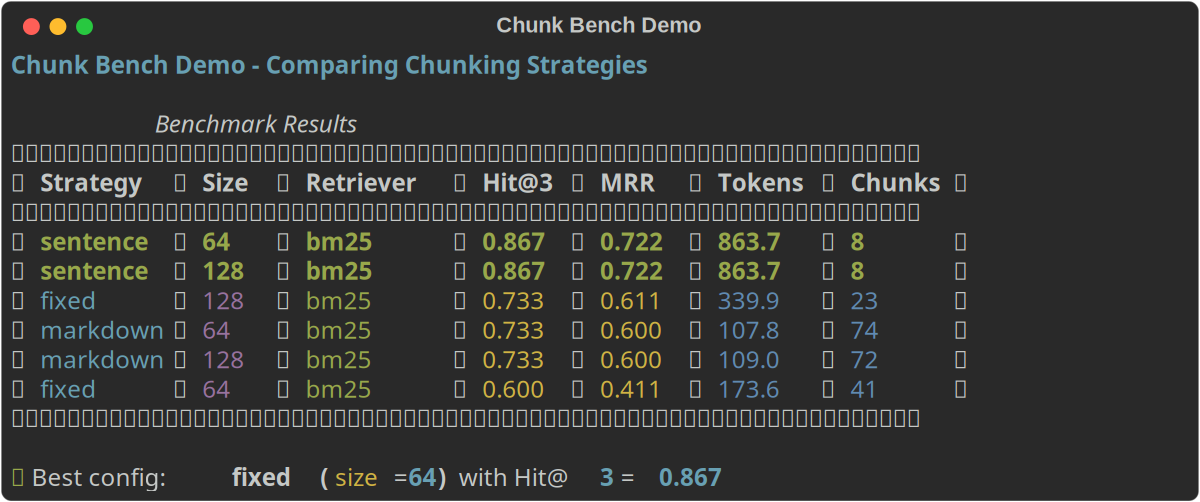 Chunk Bench Demo
Chunk Bench Demo - Comparing Chunking Strategies
Benchmark Results
Strategy Size Retriever Hit@3 MRR Tokens Chunks
sentence 64 bm25 0.867 0.722 863.7 8
sentence 128 bm25 0.867 0.722 863.7 8
fixed 128 bm25 0.733 0.611 339.9 23
markdown 64 bm25 0.733 0.600 107.8 74
markdown 128 bm25 0.733 0.600 109.0 72
fixed 64 bm25 0.600 0.411 173.6 41
Best config: fixed (size =64) with Hit@ 3 = 0.867